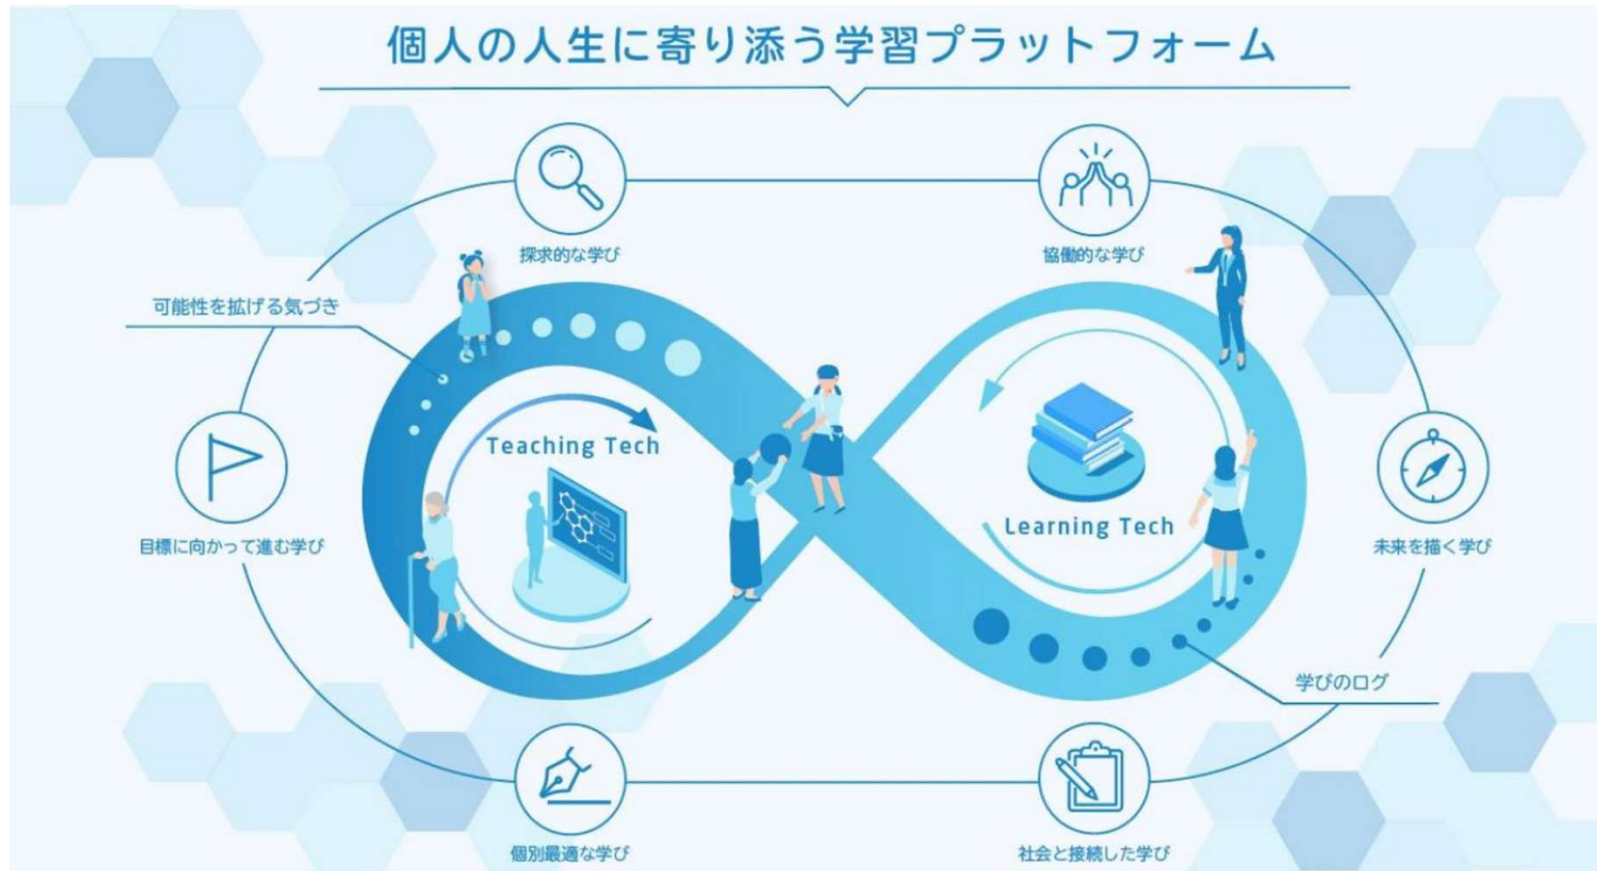 個人の人生に寄り添う学習プラットフォーム
探求的な学び
協働的な学び
可能性を拡げる気づき
Teaching Tech
Learning Tech
目標に向かって進む学び
未来を描く学び
学びのログ
個別最適な学び
社会と接続した学び